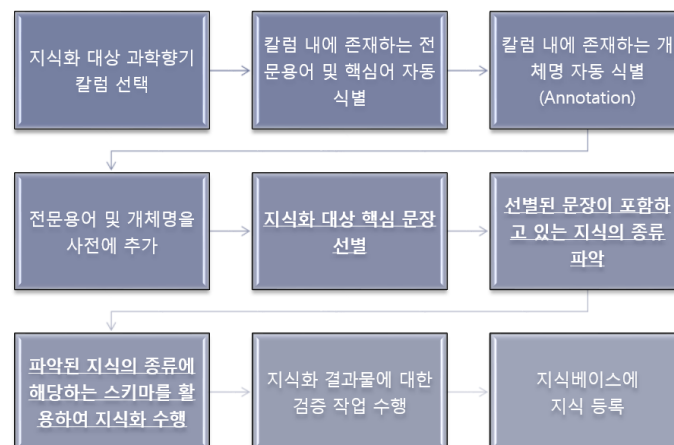 지식화 대상 과학향기
칼럼 선택
칼럼 내에 존재하는 전
문용어 및 핵심어 자동
식별
칼럼 내에 존재하는 개
체명 자동 식별
(Annotation)
전문용어 및 개체명을
사전에 추가
지식화 대상 핵심 문장
선별
선별된 문장이 포함하
고 있는 지식의 종류
파악
파악된 지식의 종류에
해당하는 스키마를 활
용하여 지식화 수행
지식화 결과물에 대한
검증 작업 수행
지식베이스에
지식 등록